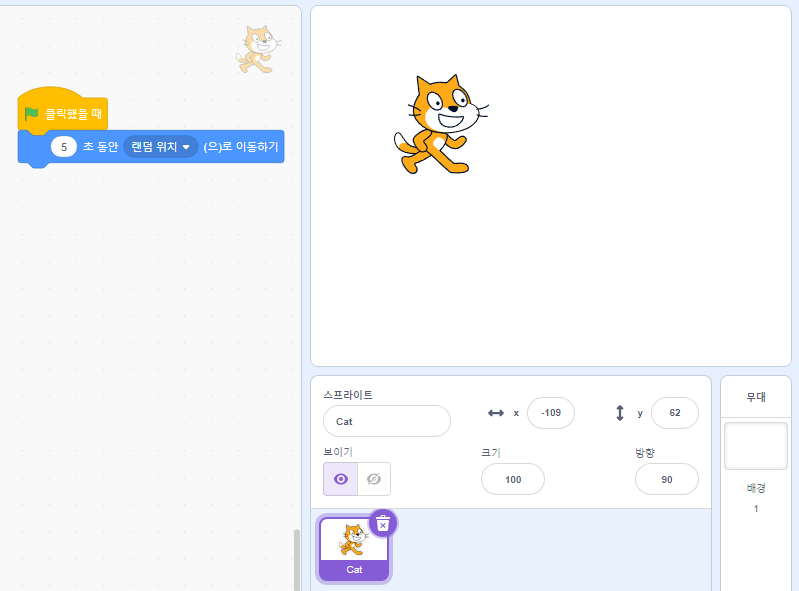 클릭했을 때
5 초 동안 랜덤 위치 (으)로 이동하기
스프라이트
Cat
x -109
y 62
보이기
크기
100
방향
90
Cat
무대
배경
1